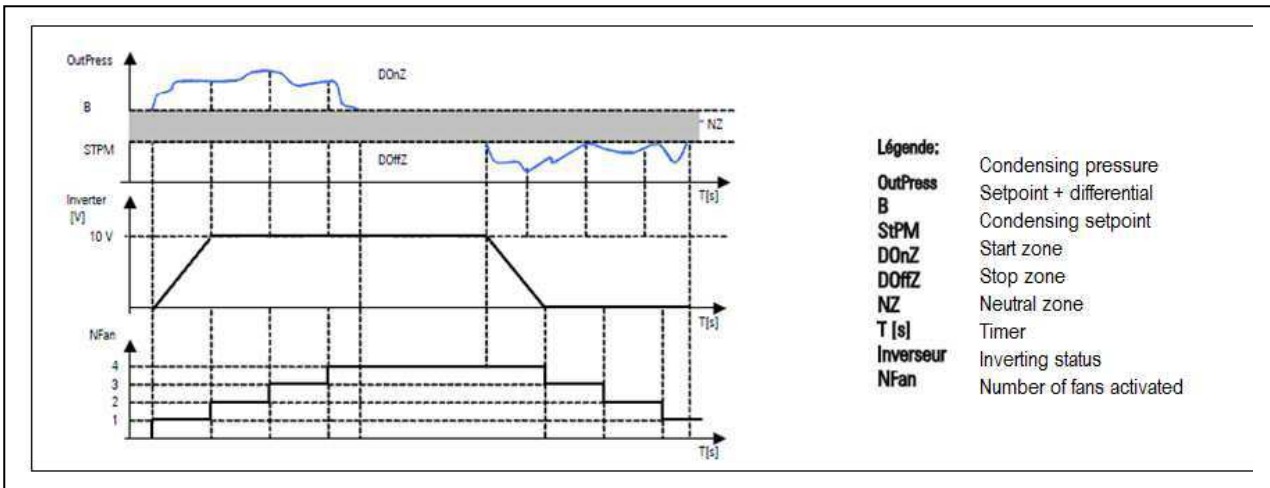 OutPress
DOnZ
B
NZ
STPM
DOffZ
T[s]
Inverter
[V]
10 V
T[s]
NFan
4
3
2
1
T[s]
Légende:
OutPress Condensing pressure
B Setpoint + differential
StPM Condensing setpoint
DOnZ Start zone
DOffZ Stop zone
NZ Neutral zone
T [s] Timer
Inverseur Inverting status
NFan Number of fans activated